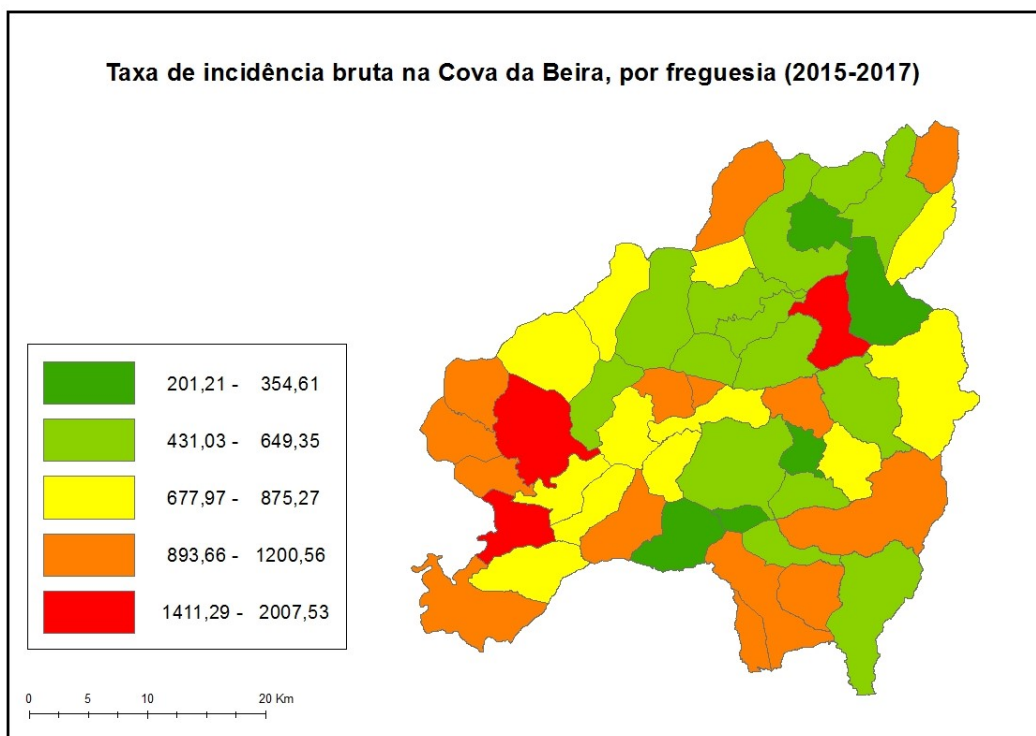 Taxa de incidência bruta na Cova da Beira, por freguesia (2015-2017)
201,21 - 354,61
431,03 - 649,35
677,97 - 875,27
893,66 - 1200,56
1411,29 - 2007,53
0 5 10 20 Km